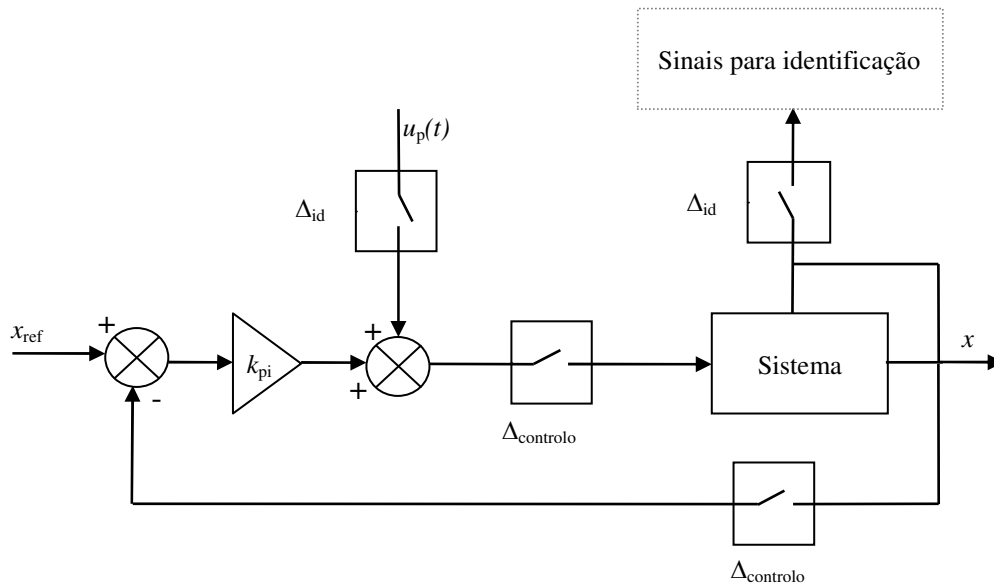 Sinais para identificação
u_p(t)
Δ_id
Δ_id
x_ref
+
-
k_pi
+
+
Δ_controlo
Sistema
x
Δ_controlo